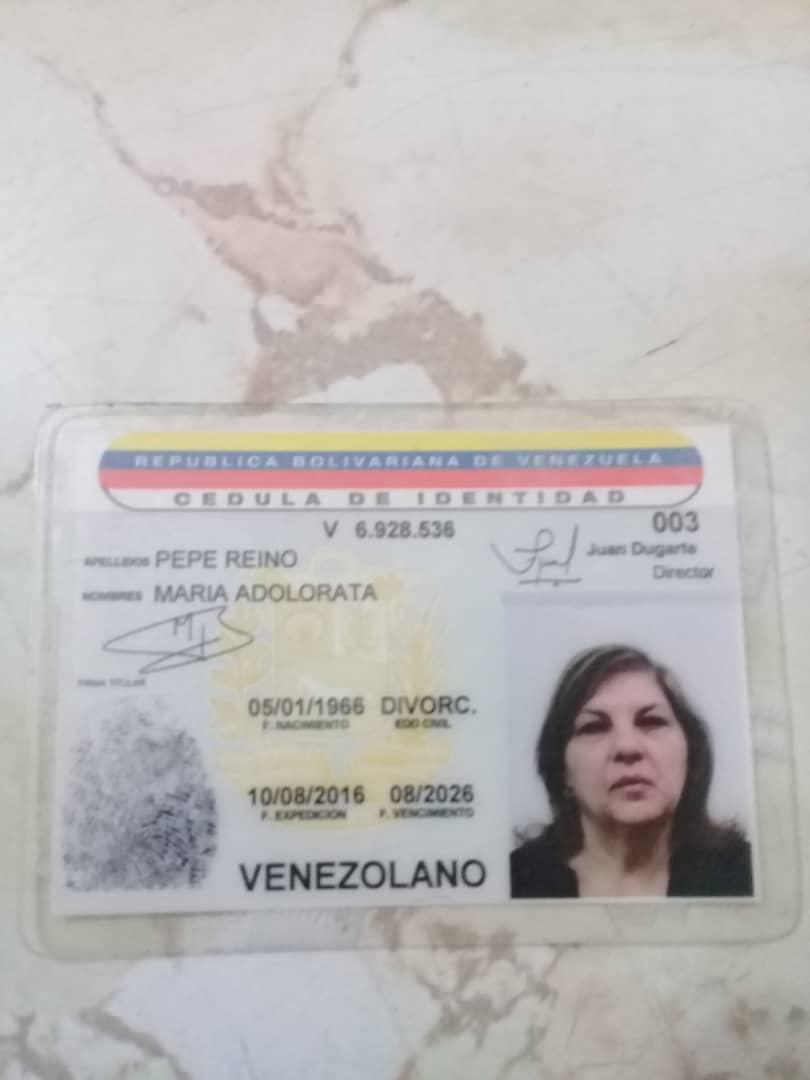 REPUBLICA BOLIVARIANA DE VENEZUELA
CEDULA DE IDENTIDAD
V 6.928.536
003
Juan Dugarte
Director
APELLIDOS PEPE REINO
NOMBRES MARIA ADOLORATA
FIRMA TITULAR
05/01/1966 DIVORC.
F. NACIMIENTO EDO CIVIL
10/08/2016 08/2026
F. EXPEDICION F. VENCIMIENTO
VENEZOLANO